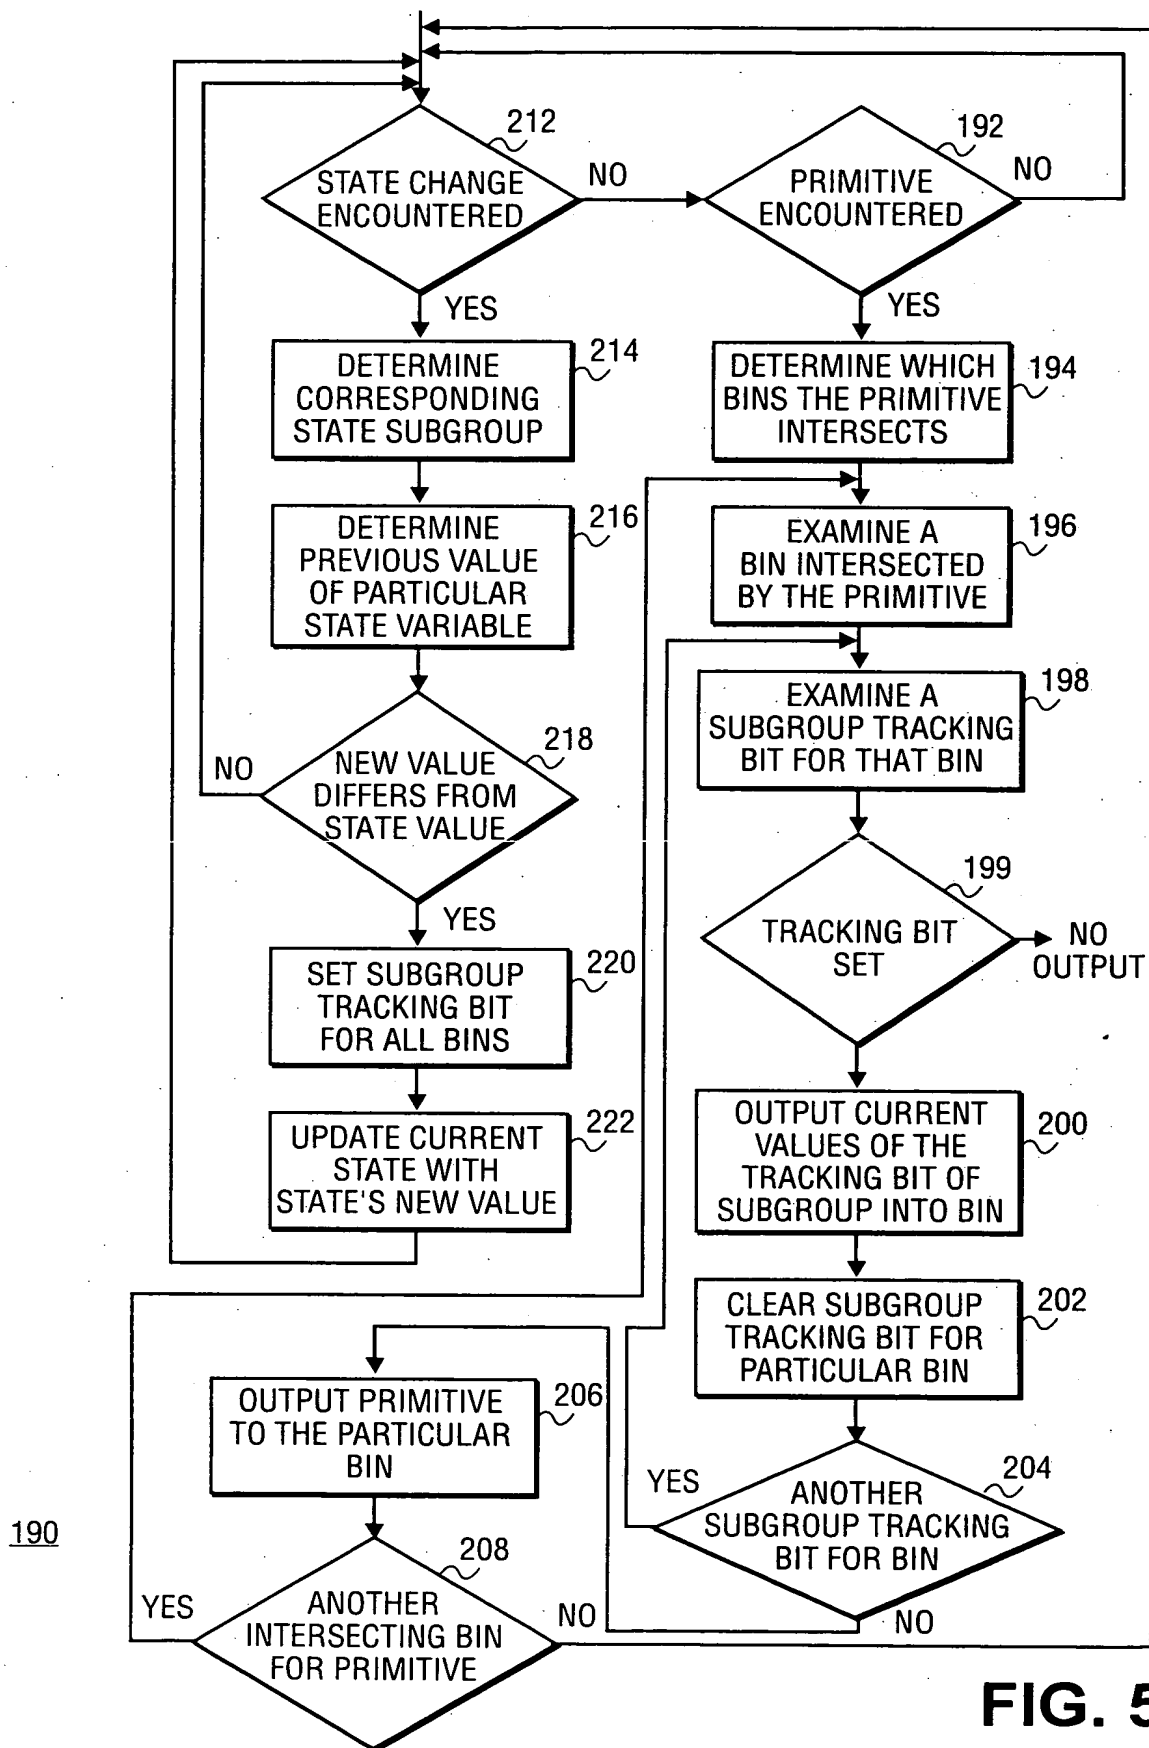 212
STATE CHANGE
ENCOUNTERED
NO
YES
192
PRIMITIVE
ENCOUNTERED
NO
YES
214
DETERMINE
CORRESPONDING
STATE SUBGROUP
216
DETERMINE
PREVIOUS VALUE
OF PARTICULAR
STATE VARIABLE
218
NEW VALUE
DIFFERS FROM
STATE VALUE
NO
YES
220
SET SUBGROUP
TRACKING BIT
FOR ALL BINS
222
UPDATE CURRENT
STATE WITH
STATE'S NEW VALUE
194
DETERMINE WHICH
BINS THE PRIMITIVE
INTERSECTS
196
EXAMINE A
BIN INTERSECTED
BY THE PRIMITIVE
198
EXAMINE A
SUBGROUP TRACKING
BIT FOR THAT BIN
199
TRACKING BIT
SET
NO
OUTPUT
200
OUTPUT CURRENT
VALUES OF THE
TRACKING BIT OF
SUBGROUP INTO BIN
202
CLEAR SUBGROUP
TRACKING BIT FOR
PARTICULAR BIN
204
ANOTHER
SUBGROUP TRACKING
BIT FOR BIN
YES
NO
206
OUTPUT PRIMITIVE
TO THE PARTICULAR
BIN
208
ANOTHER
INTERSECTING BIN
FOR PRIMITIVE
YES
NO
190
FIG. 5